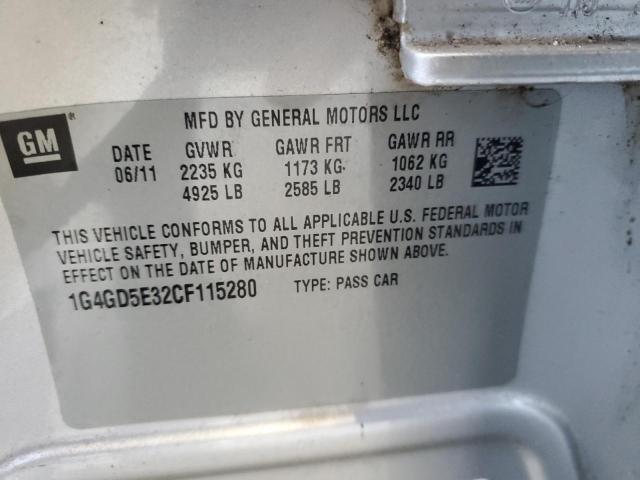 MFD BY GENERAL MOTORS LLC
GM ®
DATE GVWR GAWR FRT GAWR RR
06/11 2235 KG 1173 KG 1062 KG
4925 LB 2585 LB 2340 LB
THIS VEHICLE CONFORMS TO ALL APPLICABLE U.S. FEDERAL MOTOR
VEHICLE SAFETY, BUMPER, AND THEFT PREVENTION STANDARDS IN
EFFECT ON THE DATE OF MANUFACTURE SHOWN ABOVE.
1G4GD5E32CF115280 TYPE: PASS CAR